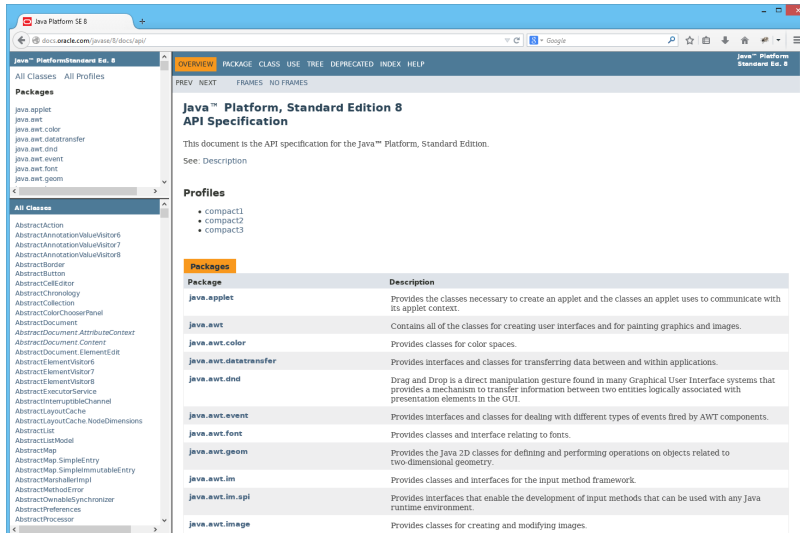 Java Platform SE 8
docs.oracle.com/javase/8/docs/api/
Google
Java™ Platform Standard Ed. 8
All Classes All Profiles
Packages
java.applet
java.awt
java.awt.color
java.awt.datatransfer
java.awt.dnd
java.awt.event
java.awt.font
java.awt.geom
All Classes
AbstractAction
AbstractAnnotationValueVisitor6
AbstractAnnotationValueVisitor7
AbstractAnnotationValueVisitor8
AbstractBorder
AbstractButton
AbstractCellEditor
AbstractChronology
AbstractCollection
AbstractColorChooserPanel
AbstractDocument
AbstractDocument.AttributeContext
AbstractDocument.Content
AbstractDocument.ElementEdit
AbstractElementVisitor6
AbstractElementVisitor7
AbstractElementVisitor8
AbstractExecutorService
AbstractInterruptibleChannel
AbstractLayoutCache
AbstractLayoutCache.NodeDimensions
AbstractList
AbstractListModel
AbstractMap
AbstractMap.SimpleEntry
AbstractMap.SimpleImmutableEntry
AbstractMarshallerImpl
AbstractMethodError
AbstractOwnableSynchronizer
AbstractPreferences
AbstractProcessor
OVERVIEW PACKAGE CLASS USE TREE DEPRECATED INDEX HELP
Java™ Platform
Standard Ed. 8
PREV NEXT FRAMES NO FRAMES
Java™ Platform, Standard Edition 8
API Specification
This document is the API specification for the Java™ Platform, Standard Edition.
See: Description
Profiles
• compact1
• compact2
• compact3
Packages
Package Description
java.applet Provides the classes necessary to create an applet and the classes an applet uses to communicate with
its applet context.
java.awt Contains all of the classes for creating user interfaces and for painting graphics and images.
java.awt.color Provides classes for color spaces.
java.awt.datatransfer Provides interfaces and classes for transferring data between and within applications.
java.awt.dnd Drag and Drop is a direct manipulation gesture found in many Graphical User Interface systems that
provides a mechanism to transfer information between two entities logically associated with
presentation elements in the GUI.
java.awt.event Provides interfaces and classes for dealing with different types of events fired by AWT components.
java.awt.font Provides classes and interface relating to fonts.
java.awt.geom Provides the Java 2D classes for defining and performing operations on objects related to
two-dimensional geometry.
java.awt.im Provides classes and interfaces for the input method framework.
java.awt.im.spi Provides interfaces that enable the development of input methods that can be used with any Java
runtime environment.
java.awt.image Provides classes for creating and modifying images.